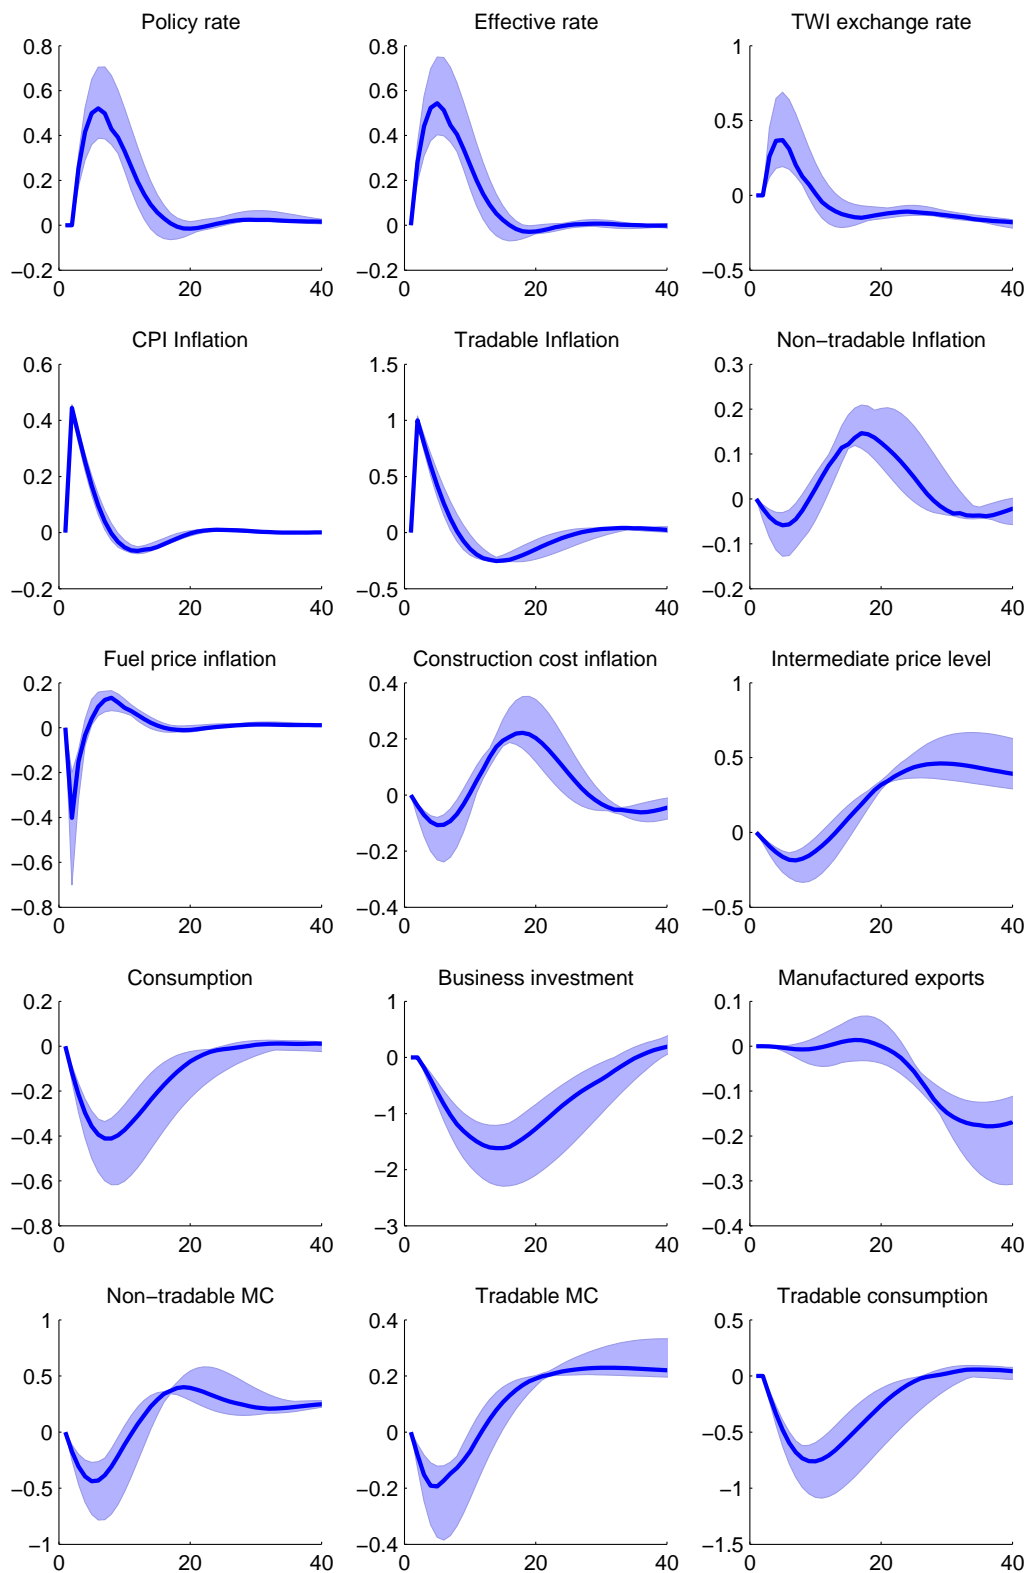 Policy rate
0.8
0.6
0.4
0.2
0
−0.2
0 20 40
Effective rate
0.8
0.6
0.4
0.2
0
−0.2
0 20 40
TWI exchange rate
1
0.5
0
−0.5
0 20 40
CPI Inflation
0.6
0.4
0.2
0
−0.2
0 20 40
Tradable Inflation
1.5
1
0.5
0
−0.5
0 20 40
Non−tradable Inflation
0.3
0.2
0.1
0
−0.1
−0.2
0 20 40
Fuel price inflation
0.2
0
−0.2
−0.4
−0.6
−0.8
0 20 40
Construction cost inflation
0.4
0.2
0
−0.2
−0.4
0 20 40
Intermediate price level
1
0.5
0
−0.5
0 20 40
Consumption
0.2
0
−0.2
−0.4
−0.6
−0.8
0 20 40
Business investment
1
0
−1
−2
−3
0 20 40
Manufactured exports
0.1
0
−0.1
−0.2
−0.3
−0.4
0 20 40
Non−tradable MC
1
0.5
0
−0.5
−1
0 20 40
Tradable MC
0.4
0.2
0
−0.2
−0.4
0 20 40
Tradable consumption
0.5
0
−0.5
−1
−1.5
0 20 40